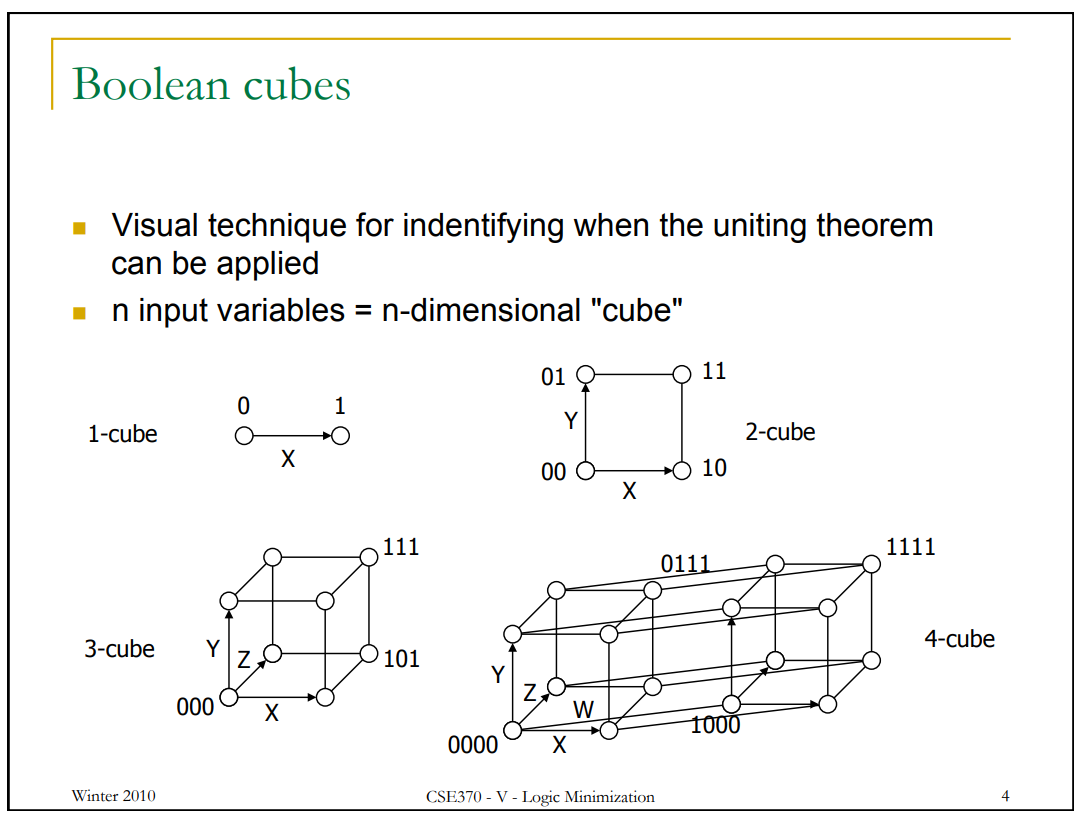 Boolean cubes
Visual technique for indentifying when the uniting theorem
can be applied
n input variables = n-dimensional "cube"
1-cube
0
1
X
01
11
Y
00
10
X
2-cube
3-cube
111
Y
Z
101
000
X
0111
1111
4-cube
Y
Z
W
1000
0000
X
Winter 2010
CSE370 - V - Logic Minimization
4